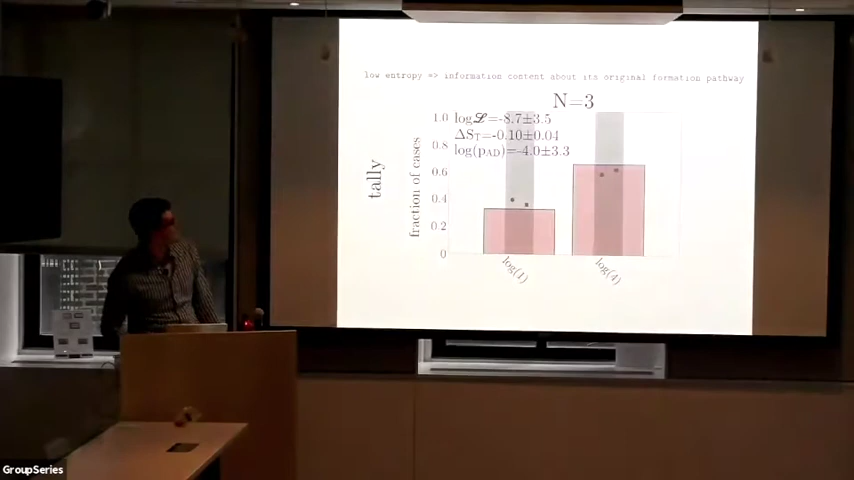 low entropy => information content about its original formation pathway
N=3
logℒ=-8.7±3.5
ΔS_T=-0.10±0.04
log(p_AD)=-4.0±3.3
tally
fraction of cases
1.0
0.8
0.6
0.4
0.2
0
log(1)
log(4)
GroupSeries